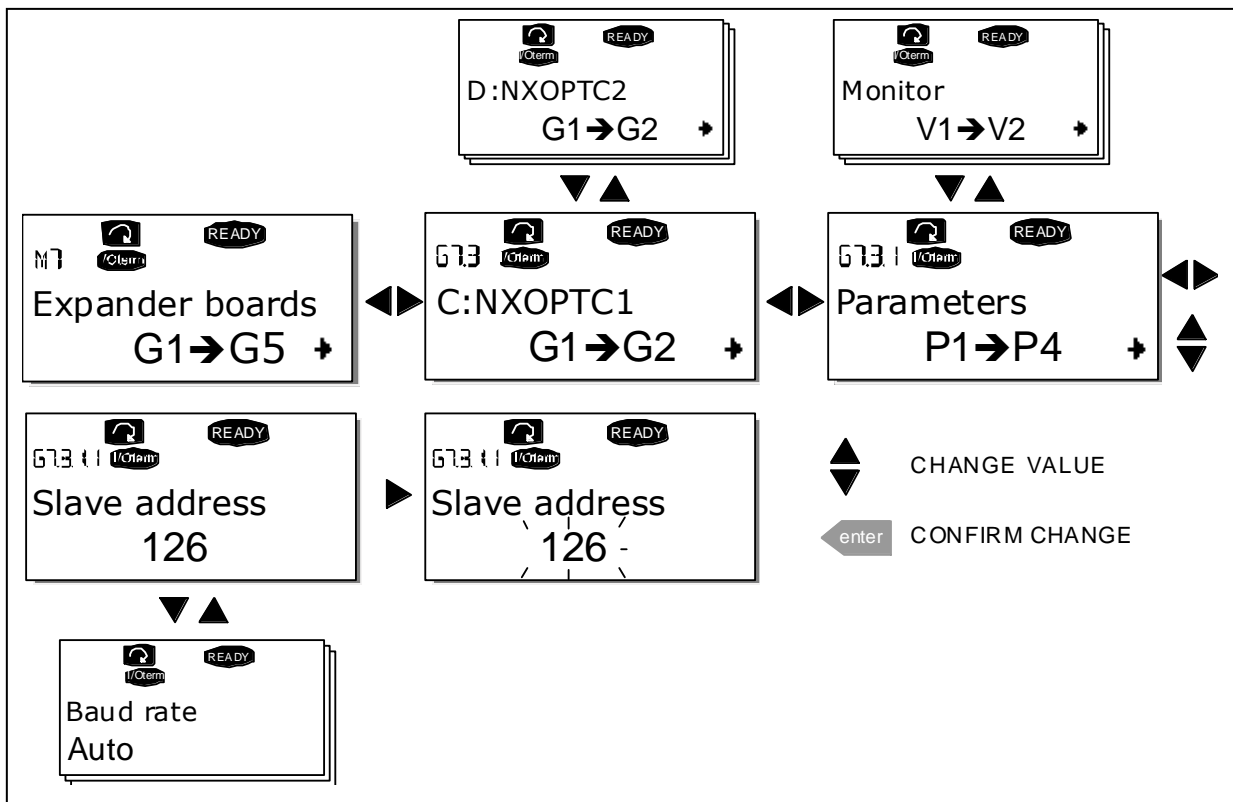 READY
I/Oterm
D:NXOPTC2
G1➔G2
READY
I/Oterm
Monitor
V1➔V2
READY
M7 I/Oterm
Expander boards
G1➔G5
READY
G7.3 I/Oterm
C:NXOPTC1
G1➔G2
READY
G7.3.1 I/Oterm
Parameters
P1➔P4
READY
G7.3.1.1 I/Oterm
Slave address
126
READY
G7.3.1.1 I/Oterm
Slave address
126
CHANGE VALUE
enter CONFIRM CHANGE
READY
I/Oterm
Baud rate
Auto